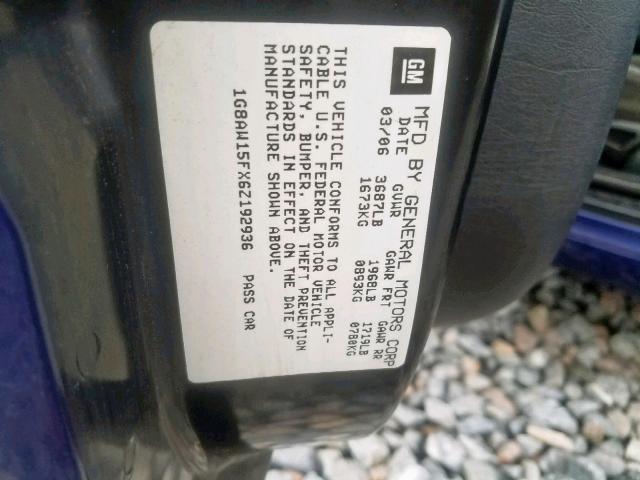 GM
MFD BY GENERAL MOTORS CORP
DATE GVWR GAWR FRT GAWR RR
03/06 3687LB 1968LB 1719LB
1673KG 0893KG 0780KG
THIS VEHICLE CONFORMS TO ALL APPLI-
CABLE U.S. FEDERAL MOTOR VEHICLE
SAFETY, BUMPER, AND THEFT PREVENTION
STANDARDS IN EFFECT ON THE DATE OF
MANUFACTURE SHOWN ABOVE.
1G8AW15FX6Z192936 PASS CAR